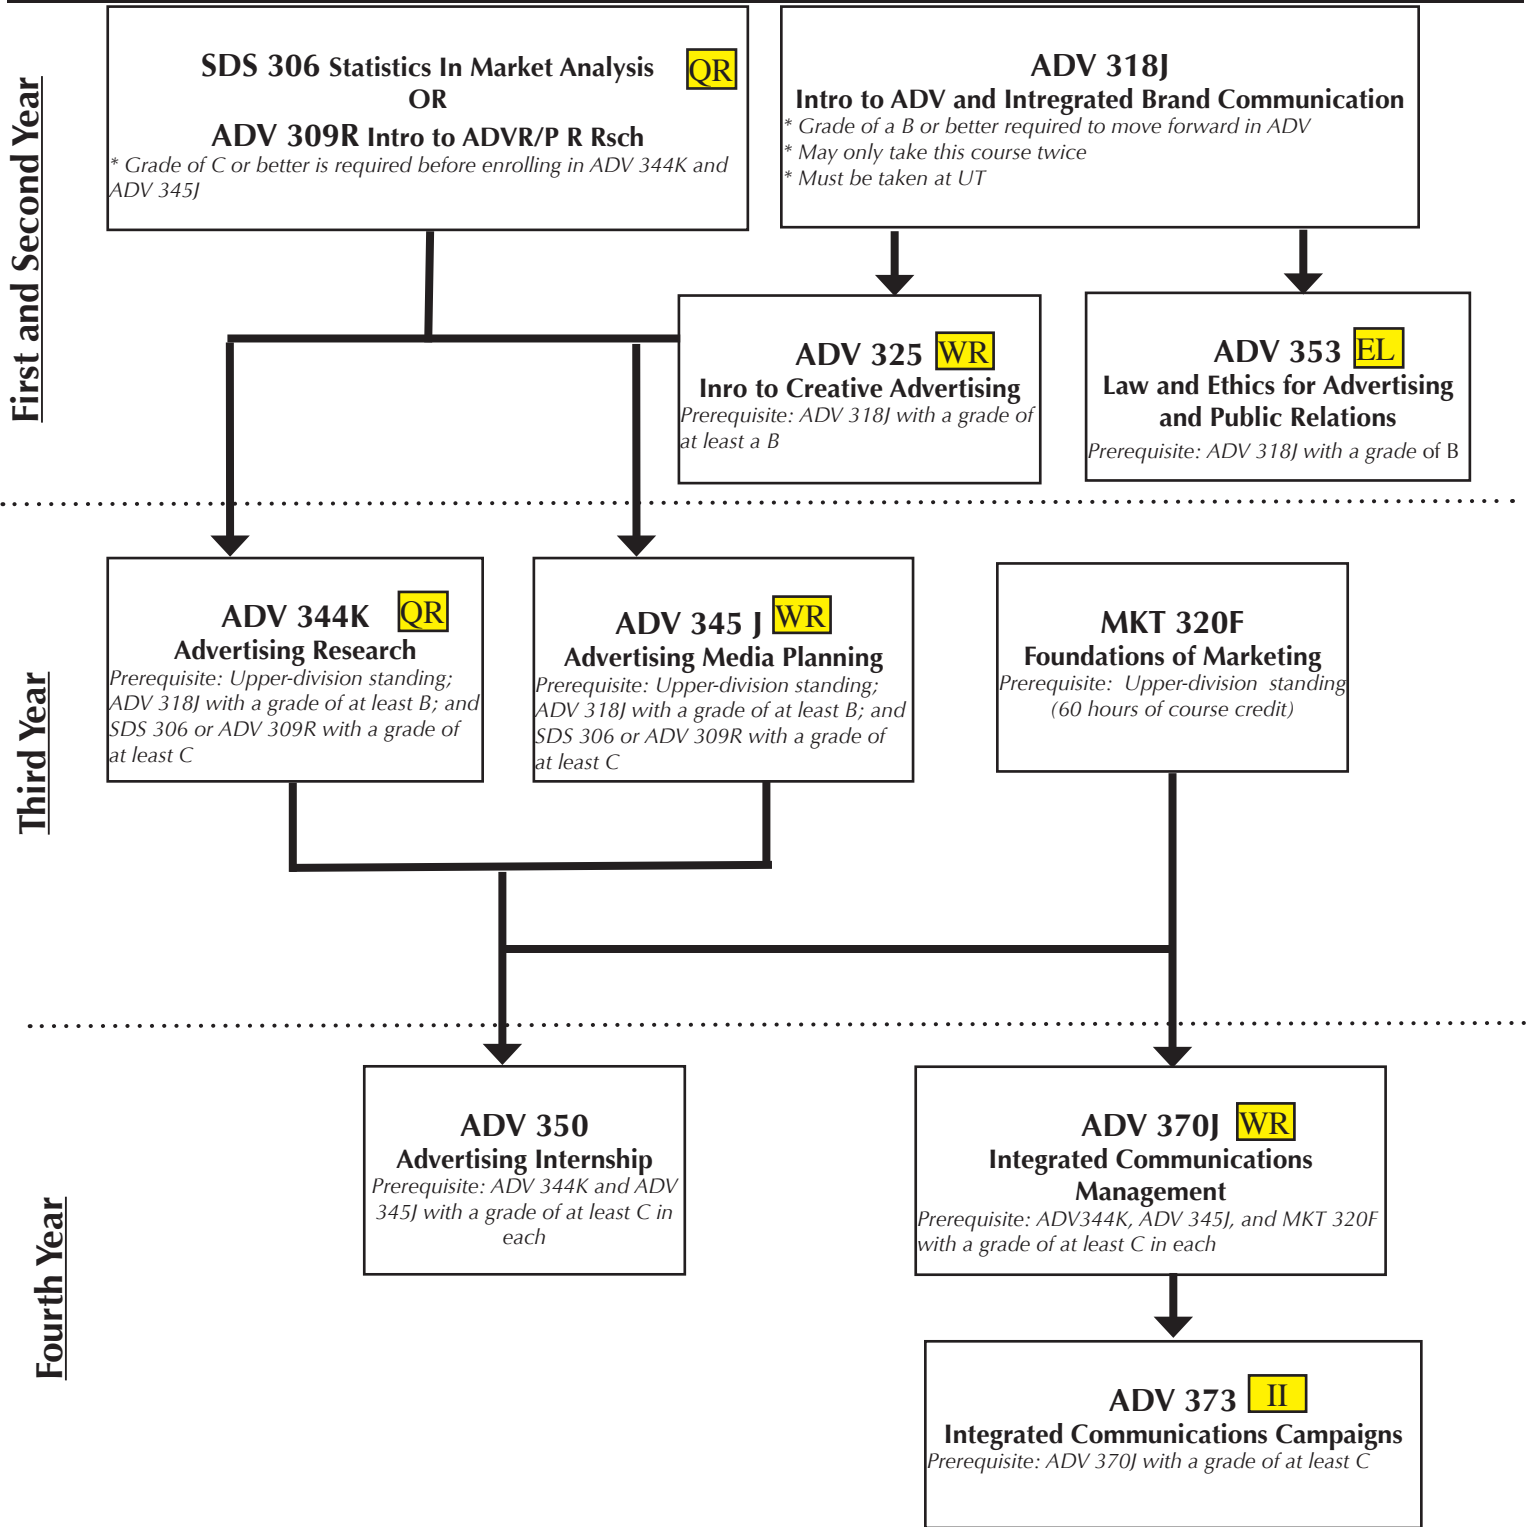 First and Second Year
SDS 306 Statistics In Market Analysis QR
OR
ADV 309R Intro to ADVR/P R Rsch
* Grade of C or better is required before enrolling in ADV 344K and
ADV 345J
ADV 318J
Intro to ADV and Intregrated Brand Communication
* Grade of a B or better required to move forward in ADV
* May only take this course twice
* Must be taken at UT
ADV 325 WR
Inro to Creative Advertising
Prerequisite: ADV 318J with a grade of
at least a B
ADV 353 EL
Law and Ethics for Advertising
and Public Relations
Prerequisite: ADV 318J with a grade of B
Third Year
ADV 344K QR
Advertising Research
Prerequisite: Upper-division standing;
ADV 318J with a grade of at least B; and
SDS 306 or ADV 309R with a grade of
at least C
ADV 345 J WR
Advertising Media Planning
Prerequisite: Upper-division standing;
ADV 318J with a grade of at least B; and
SDS 306 or ADV 309R with a grade of
at least C
MKT 320F
Foundations of Marketing
Prerequisite: Upper-division standing
(60 hours of course credit)
Fourth Year
ADV 350
Advertising Internship
Prerequisite: ADV 344K and ADV
345J with a grade of at least C in
each
ADV 370J WR
Integrated Communications
Management
Prerequisite: ADV344K, ADV 345J, and MKT 320F
with a grade of at least C in each
ADV 373 II
Integrated Communications Campaigns
Prerequisite: ADV 370J with a grade of at least C